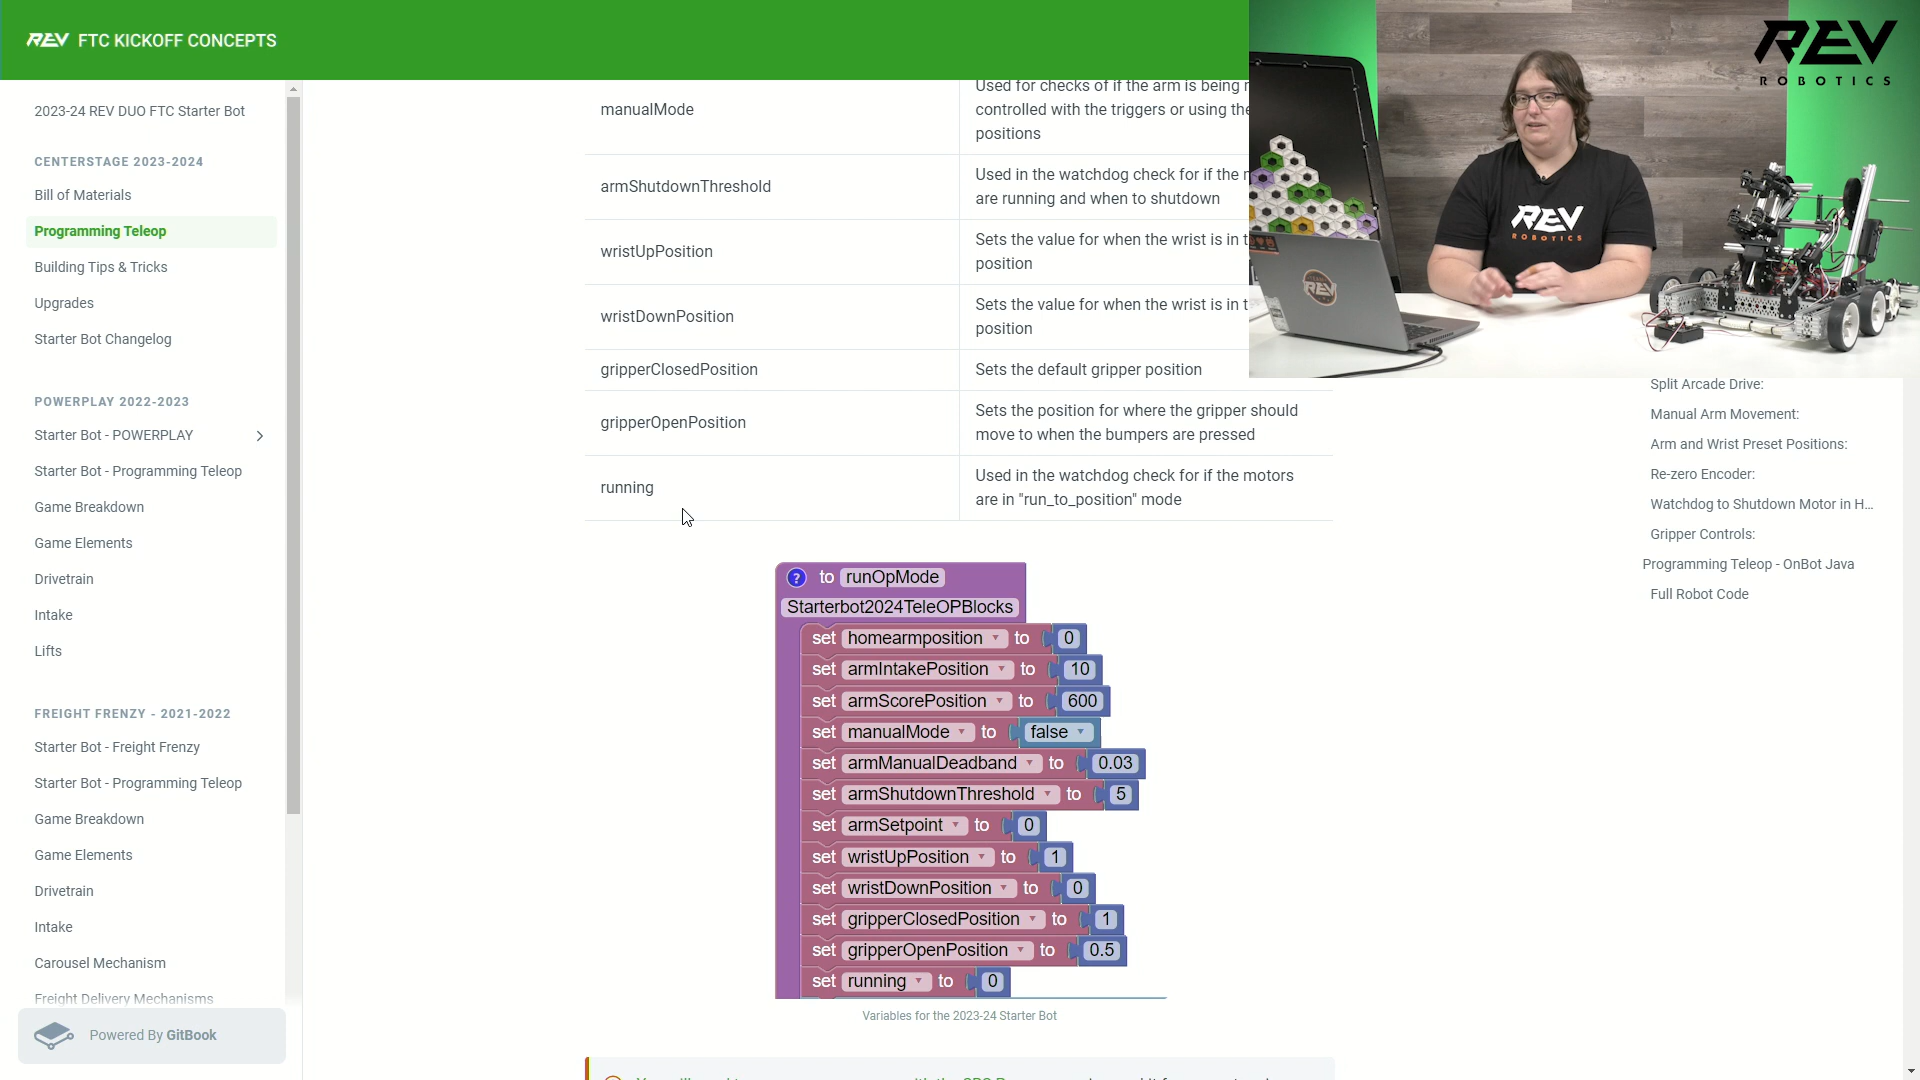 REV FTC KICKOFF CONCEPTS
REV
ROBOTICS
2023-24 REV DUO FTC Starter Bot
CENTERSTAGE 2023-2024
Bill of Materials
Programming Teleop
Building Tips & Tricks
Upgrades
Starter Bot Changelog
POWERPLAY 2022-2023
Starter Bot - POWERPLAY
Starter Bot - Programming Teleop
Game Breakdown
Game Elements
Drivetrain
Intake
Lifts
FREIGHT FRENZY - 2021-2022
Starter Bot - Freight Frenzy
Starter Bot - Programming Teleop
Game Breakdown
Game Elements
Drivetrain
Intake
Carousel Mechanism
Freight Delivery Mechanisms
Powered By GitBook
manualMode
Used for checks of if the arm is being
controlled with the triggers or using the
positions
armShutdownThreshold
Used in the watchdog check for if the
are running and when to shutdown
wristUpPosition
Sets the value for when the wrist is in
position
wristDownPosition
Sets the value for when the wrist is in
position
gripperClosedPosition
Sets the default gripper position
gripperOpenPosition
Sets the position for where the gripper should
move to when the bumpers are pressed
running
Used in the watchdog check for if the motors
are in "run_to_position" mode
? to runOpMode
Starterbot2024TeleOPBlocks
set homearmposition to 0
set armIntakePosition to 10
set armScorePosition to 600
set manualMode to false
set armManualDeadband to 0.03
set armShutdownThreshold to 5
set armSetpoint to 0
set wristUpPosition to 1
set wristDownPosition to 0
set gripperClosedPosition to 1
set gripperOpenPosition to 0.5
set running to 0
Variables for the 2023-24 Starter Bot
REV
ROBOTICS
REV
Split Arcade Drive:
Manual Arm Movement:
Arm and Wrist Preset Positions:
Re-zero Encoder:
Watchdog to Shutdown Motor in H...
Gripper Controls:
Programming Teleop - OnBot Java
Full Robot Code